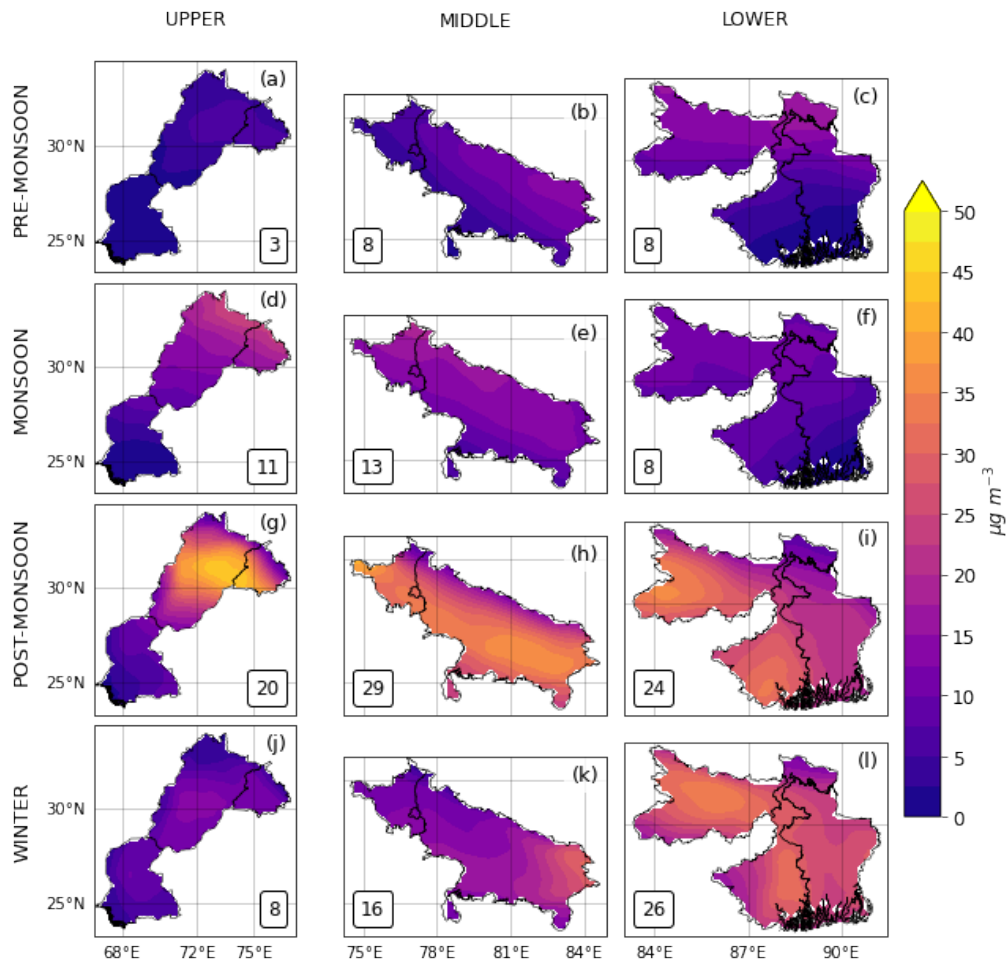 UPPER MIDDLE LOWER
PRE-MONSOON
(a) (b) (c)
30°N
25°N
3 8 8
MONSOON
(d) (e) (f)
30°N
25°N
11 13 8
POST-MONSOON
(g) (h) (i)
30°N
25°N
20 29 24
WINTER
(j) (k) (l)
30°N
25°N
8 16 26
68°E 72°E 75°E 75°E 78°E 81°E 84°E 84°E 87°E 90°E
50
45
40
35
30
25
20
15
10
5
0
μg m⁻³